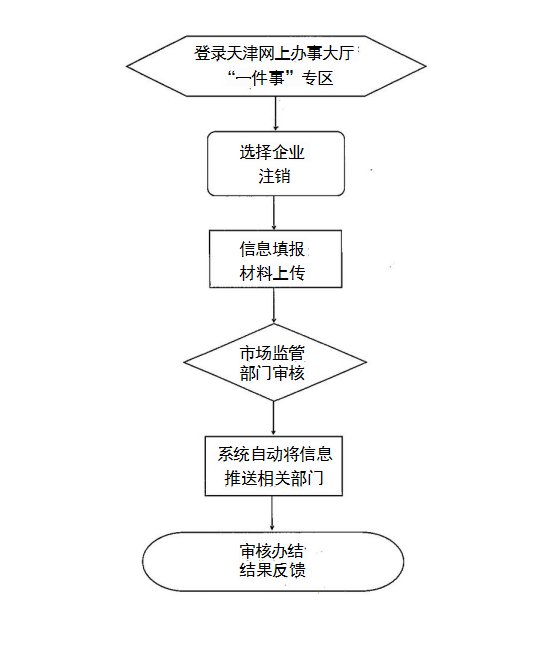 登录天津网上办事大厅
“一件事”专区
选择企业
注销
信息填报
材料上传
市场监管
部门审核
系统自动将信息
推送相关部门
审核办结
结果反馈